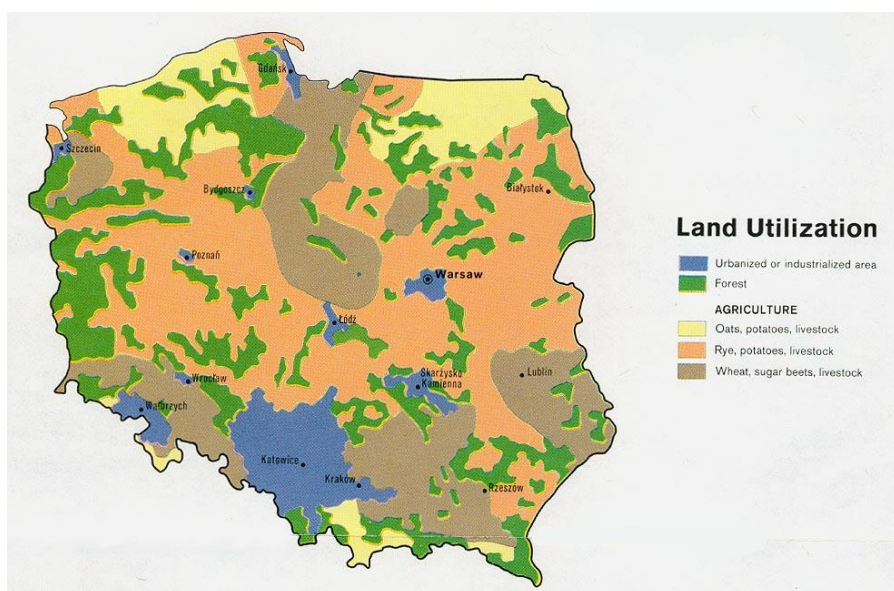 Gdańsk
Szczecin
Bydgoszcz
Białystok
Poznań
Warsaw
Łódź
Wrocław
Skarżysko
Kamienna
Lublin
Wałbrzych
Katowice
Kraków
Rzeszów
Land Utilization
Urbanized or industrialized area
Forest
AGRICULTURE
Oats, potatoes, livestock
Rye, potatoes, livestock
Wheat, sugar beets, livestock